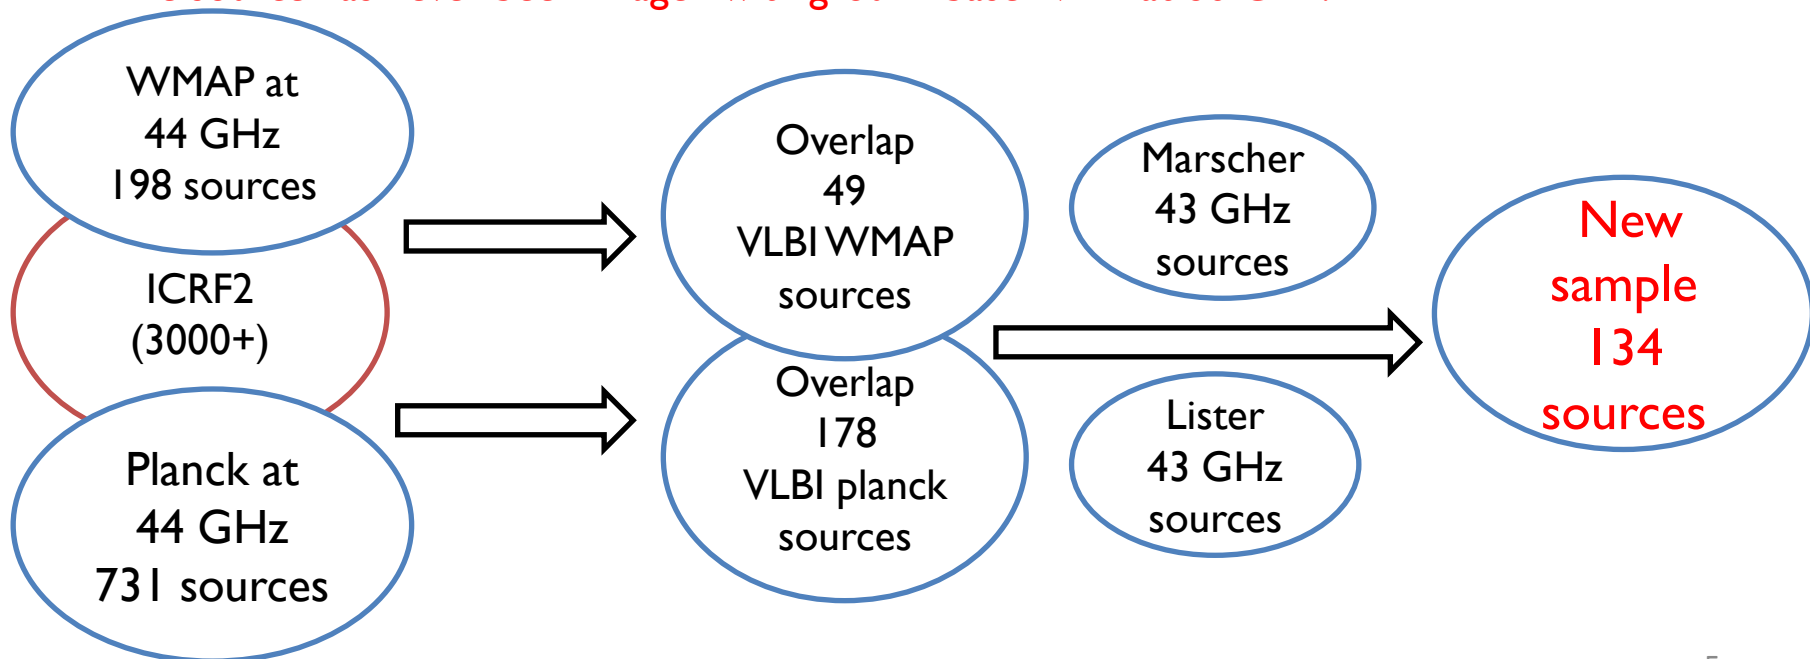 WMAP at
44 GHz
198 sources
ICRF2
(3000+)
Planck at
44 GHz
731 sources
Overlap
49
VLBI WMAP
sources
Overlap
178
VLBI planck
sources
Marscher
43 GHz
sources
Lister
43 GHz
sources
New
sample
134
sources